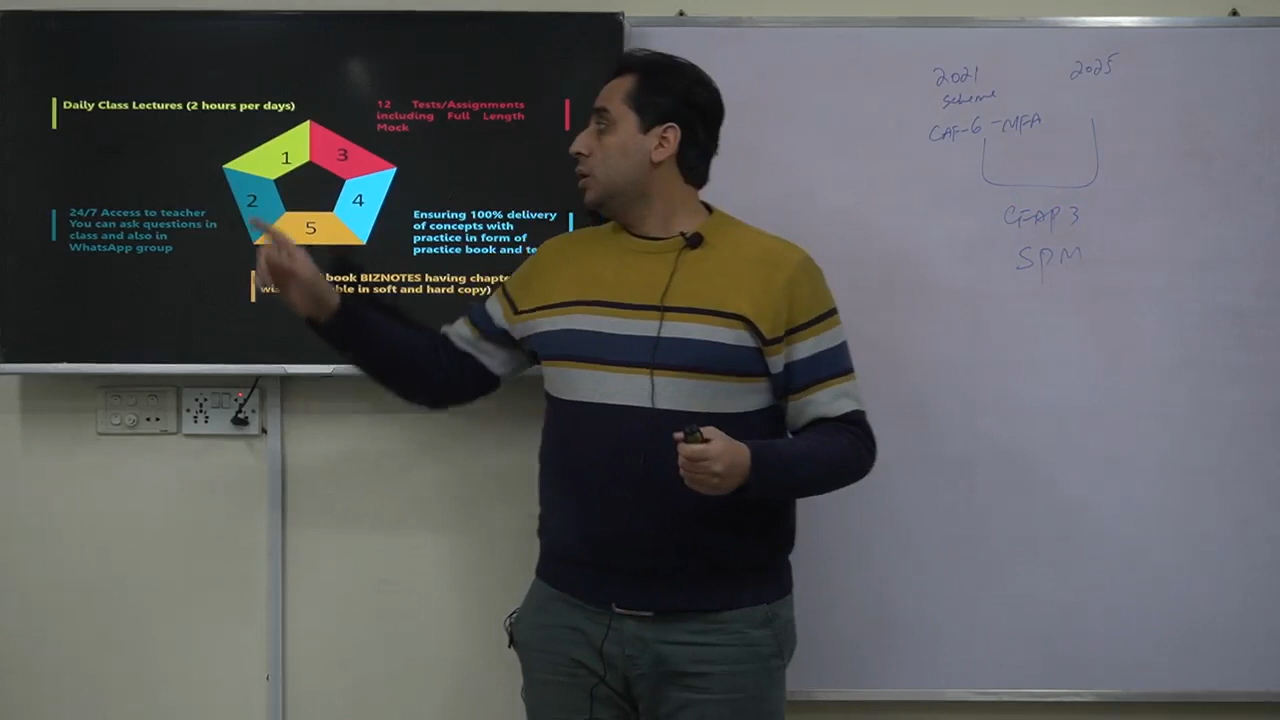 Daily Class Lectures (2 hours per days)
12 Tests/Assignments
including Full Length
Mock
1
3
2
4
5
24/7 Access to teacher
You can ask questions in
class and also in
WhatsApp group
Ensuring 100% delivery
of concepts with
practice in form of
practice book and
book BIZNOTES having
in soft and hard copy)
2021
Scheme
CAF-6 -MFA
2025
CFAP 3
SPM